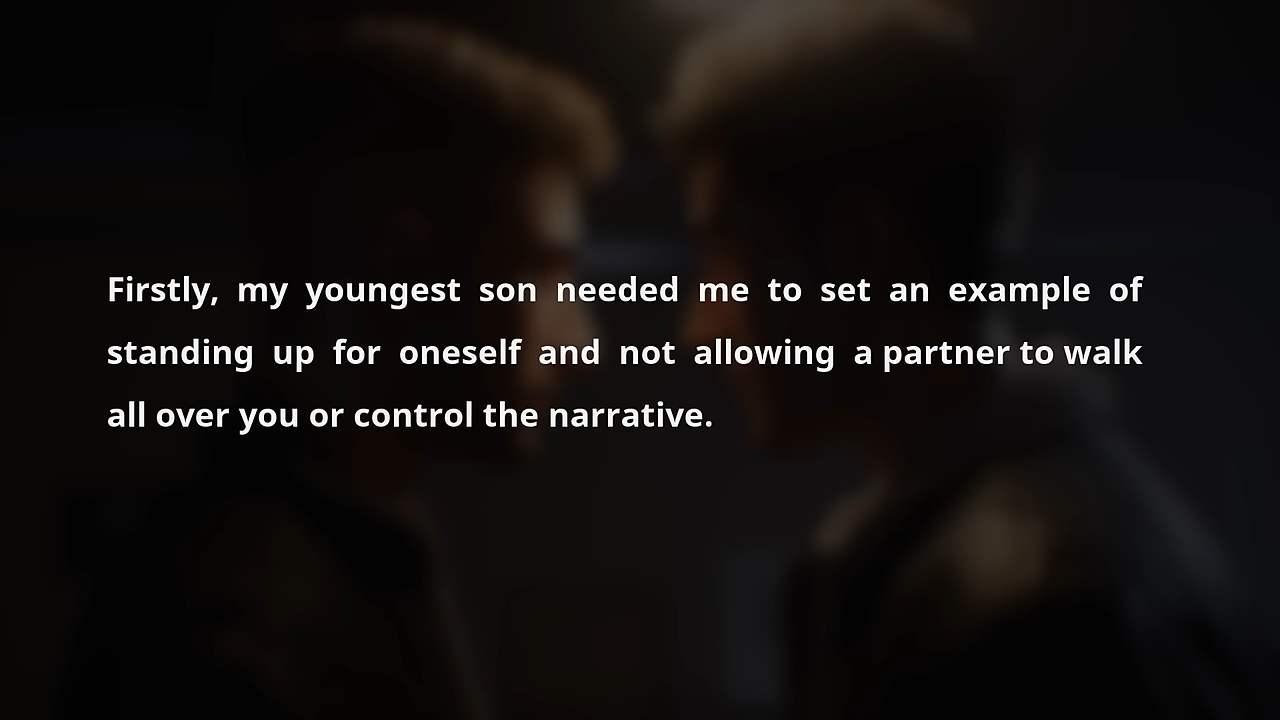 Firstly, my youngest son needed me to set an example of
standing up for oneself and not allowing a partner to walk
all over you or control the narrative.